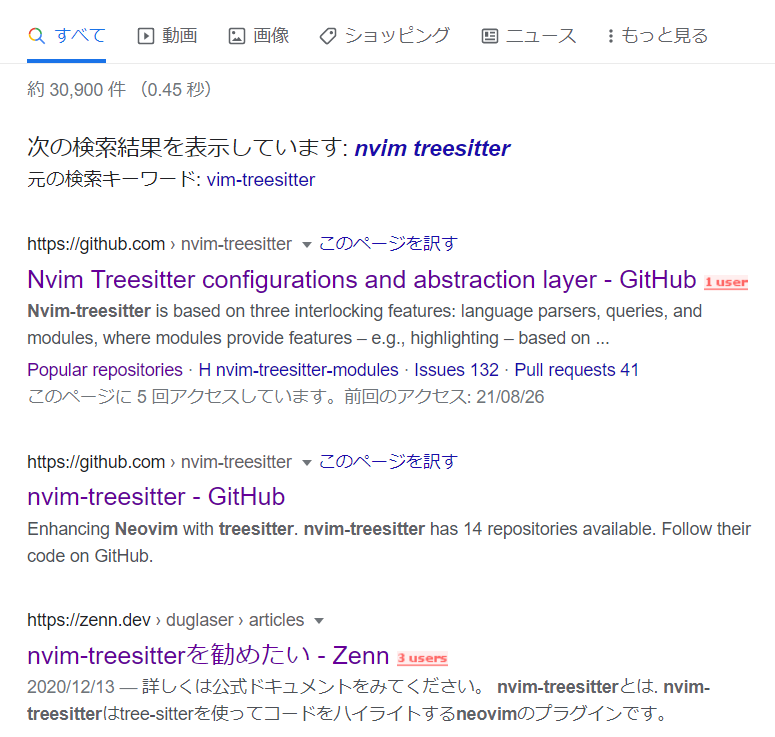 すべて 動画 画像 ショッピング ニュース もっと見る
約 30,900 件 （0.45 秒）
次の検索結果を表示しています: nvim treesitter
元の検索キーワード: vim-treesitter
https://github.com › nvim-treesitter ▼ このページを訳す
Nvim Treesitter configurations and abstraction layer - GitHub 1 user
Nvim-treesitter is based on three interlocking features: language parsers, queries, and
modules, where modules provide features – e.g., highlighting – based on ...
Popular repositories · H nvim-treesitter-modules · Issues 132 · Pull requests 41
このページに 5 回アクセスしています。前回のアクセス: 21/08/26
https://github.com › nvim-treesitter ▼ このページを訳す
nvim-treesitter - GitHub
Enhancing Neovim with treesitter. nvim-treesitter has 14 repositories available. Follow their
code on GitHub.
https://zenn.dev › duglaser › articles ▼
nvim-treesitterを勧めたい - Zenn 3 users
2020/12/13 — 詳しくは公式ドキュメントをみてください。 nvim-treesitterとは. nvim-
treesitterはtree-sitterを使ってコードをハイライトするneovimのプラグインです。